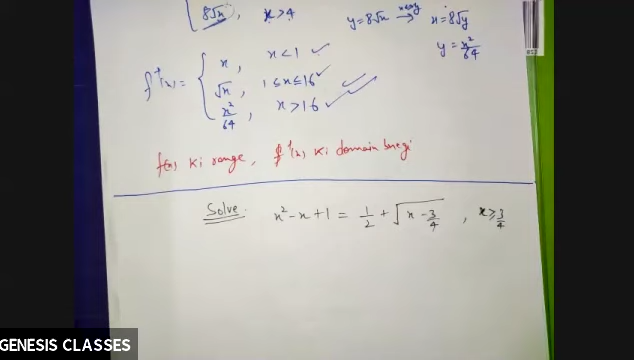 8√x, x>4
y=8√x x↔y → x=8√y
y = x²/64
f⁻¹(x)= { x, x<1 ✓
√x, 1≤x≤16 ✓
x²/64, x>16 ✓
f(x) ki range, f⁻¹(x) ki domain banegi
Solve. x²-x+1 = 1/2 + √(x-3/4) , x≥3/4
GENESIS CLASSES